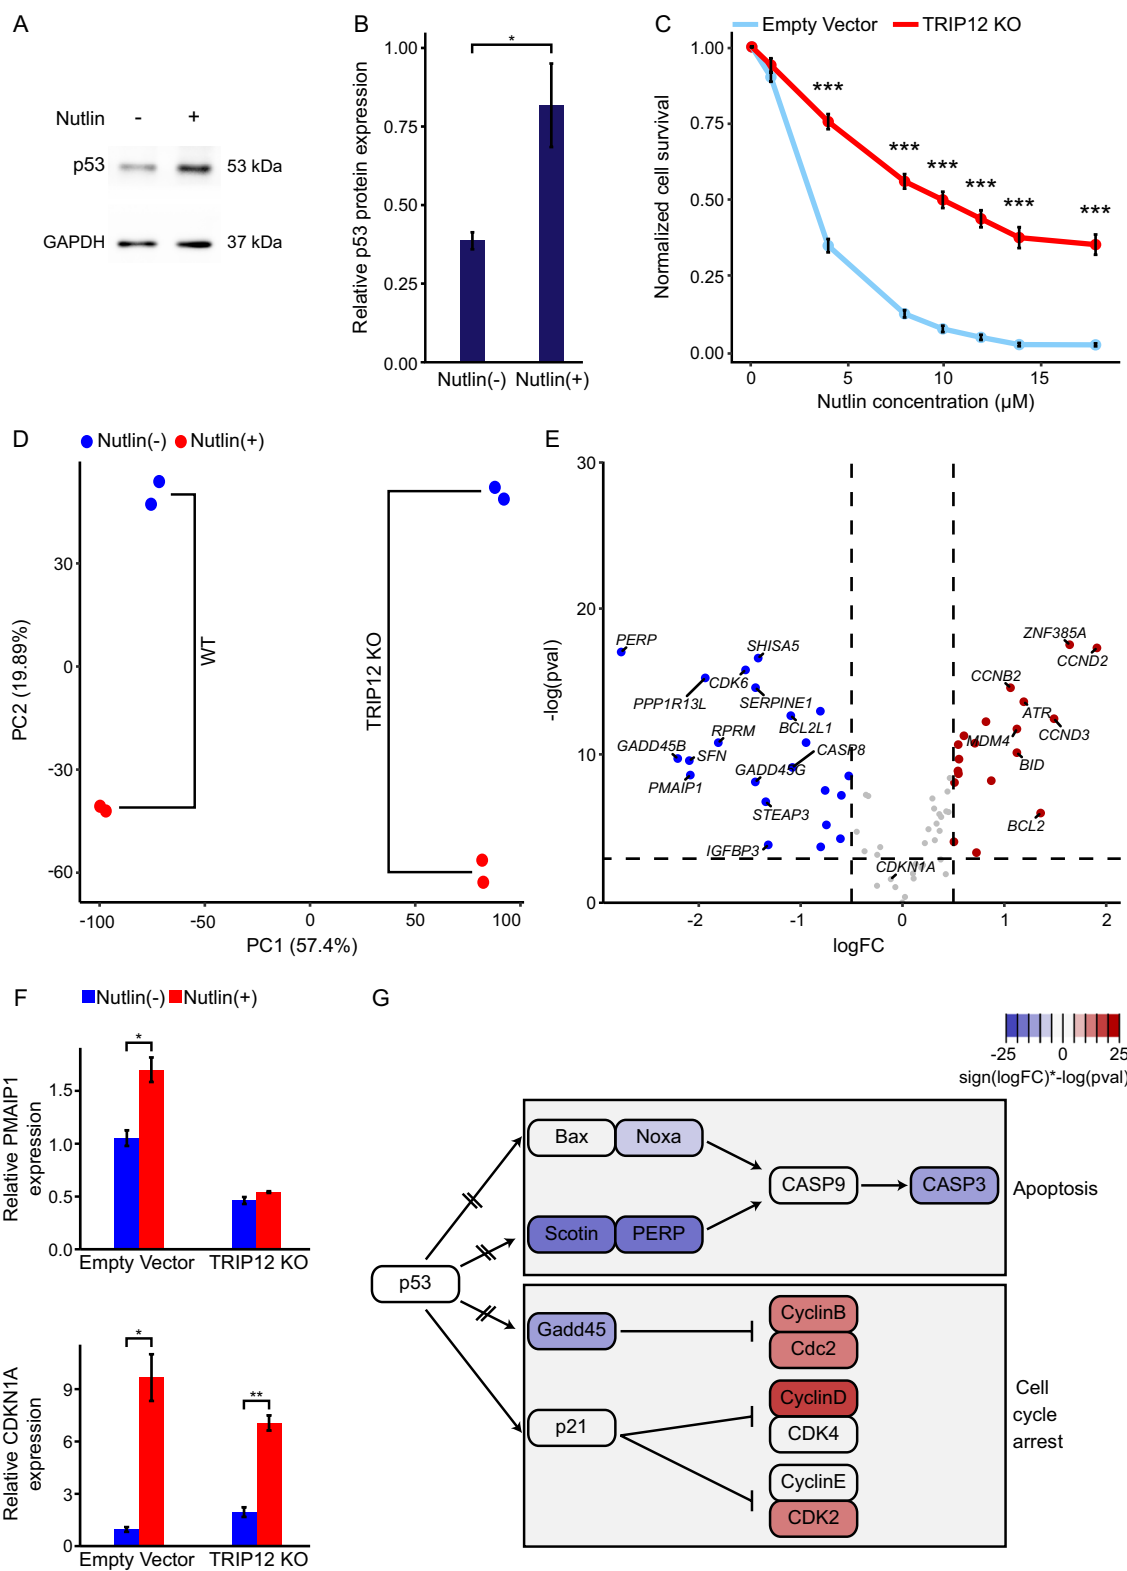 A
Nutlin - +
p53 53 kDa
GAPDH 37 kDa
B
*
Relative p53 protein expression
1.00
0.75
0.50
0.25
0.00
Nutlin(-) Nutlin(+)
C
Empty Vector TRIP12 KO
Normalized cell survival
1.00
0.75
0.50
0.25
0.00
***
***
***
***
***
***
0 5 10 15
Nutlin concentration (µM)
D
Nutlin(-) Nutlin(+)
PC2 (19.89%)
30
0
-30
-60
WT
TRIP12 KO
-100 -50 0 50 100
PC1 (57.4%)
E
-log(pval)
30
20
10
0
PERP
SHISA5
ZNF385A
CCND2
PPP1R13L
CDK6
SERPINE1
CCNB2
ATR
CCND3
BCL2L1
MDM4
RPRM
CASP8
BID
GADD45B
SFN
GADD45G
PMAIP1
STEAP3
BCL2
IGFBP3
CDKN1A
-2 -1 0 1 2
logFC
F
Nutlin(-) Nutlin(+)
Relative PMAIP1
expression
1.5
1.0
0.5
0.0
*
Empty Vector TRIP12 KO
Relative CDKN1A
expression
9
6
3
0
*
**
Empty Vector TRIP12 KO
G
-25 0 25
sign(logFC)*-log(pval)
Bax Noxa
CASP9 CASP3
Apoptosis
Scotin PERP
p53
Gadd45
CyclinB
Cdc2
p21
CyclinD
CDK4
CyclinE
CDK2
Cell
cycle
arrest